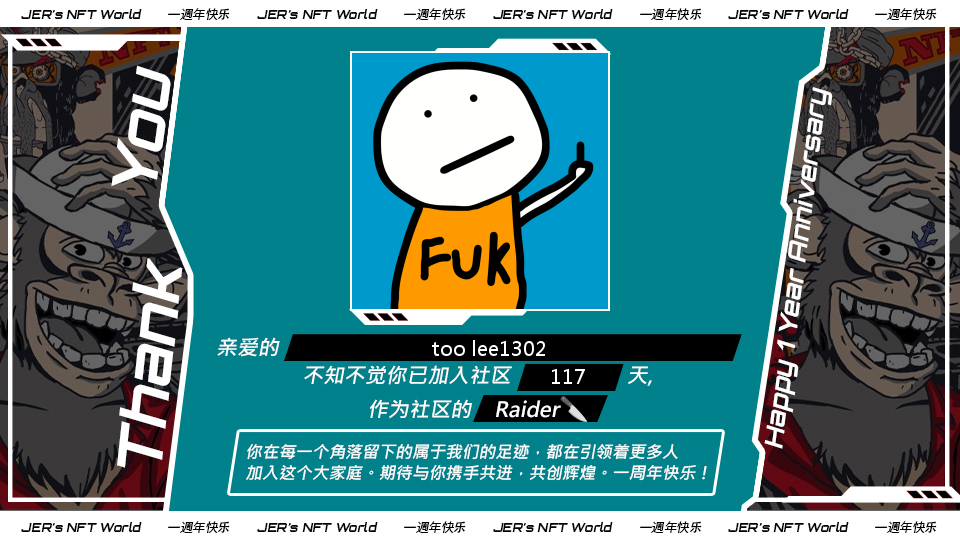 JER's NFT World 一週年快乐 JER's NFT World 一週年快乐 JER's NFT World 一週年快乐 JER's NFT World 一週年快乐
Thank You
Fuk
亲爱的 too lee1302
不知不觉你已加入社区 117 天,
作为社区的 Raider
你在每一个角落留下的属于我们的足迹，都在引领着更多人
加入这个大家庭。期待与你携手共进，共创辉煌。一周年快乐！
Happy 1 Year Anniversary
JER's NFT World 一週年快乐 JER's NFT World 一週年快乐 JER's NFT World 一週年快乐 JER's NFT World 一週年快乐